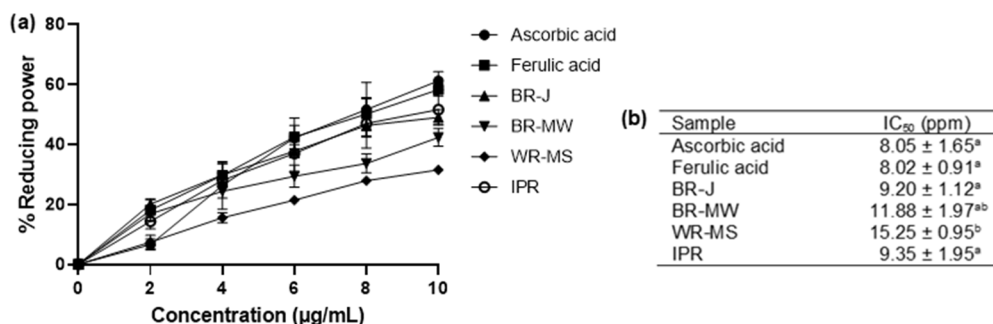 (a)
% Reducing power
80
60
40
20
0
0 2 4 6 8 10
Concentration (µg/mL)
Ascorbic acid
Ferulic acid
BR-J
BR-MW
WR-MS
IPR
(b)
Sample IC₅₀ (ppm)
Ascorbic acid 8.05 ± 1.65ᵃ
Ferulic acid 8.02 ± 0.91ᵃ
BR-J 9.20 ± 1.12ᵃ
BR-MW 11.88 ± 1.97ᵃᵇ
WR-MS 15.25 ± 0.95ᵇ
IPR 9.35 ± 1.95ᵃ